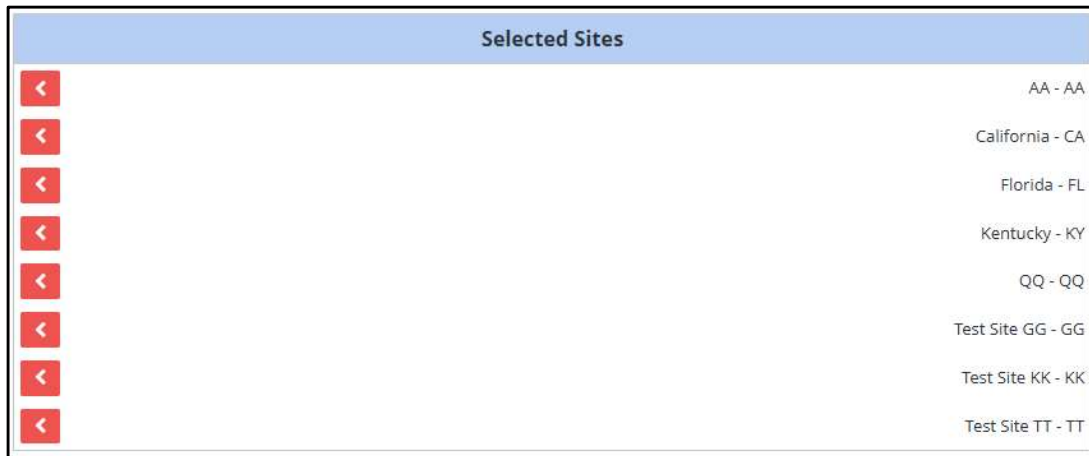 Selected Sites
AA - AA
California - CA
Florida - FL
Kentucky - KY
QQ - QQ
Test Site GG - GG
Test Site KK - KK
Test Site TT - TT